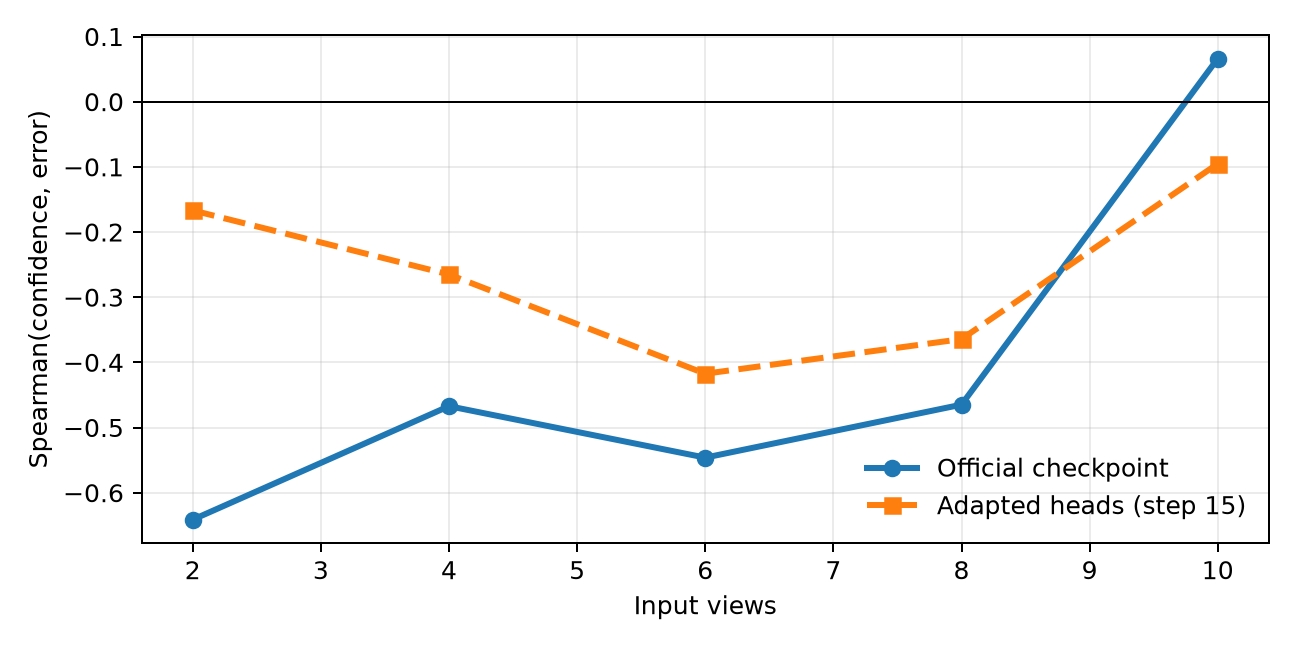 0.1
0.0
−0.1
−0.2
−0.3
−0.4
−0.5
−0.6
Spearman(confidence, error)
Official checkpoint
Adapted heads (step 15)
2 3 4 5 6 7 8 9 10
Input views